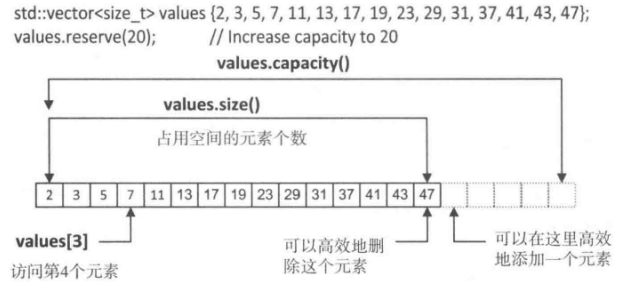 std::vector<size_t> values {2, 3, 5, 7, 11, 13, 17, 19, 23, 29, 31, 37, 41, 43, 47};
values.reserve(20); // Increase capacity to 20
values.capacity()
values.size()
占用空间的元素个数
2 3 5 7 11 13 17 19 23 29 31 37 41 43 47
values[3]
访问第4个元素
可以高效地删
除这个元素
可以在这里高效
地添加一个元素